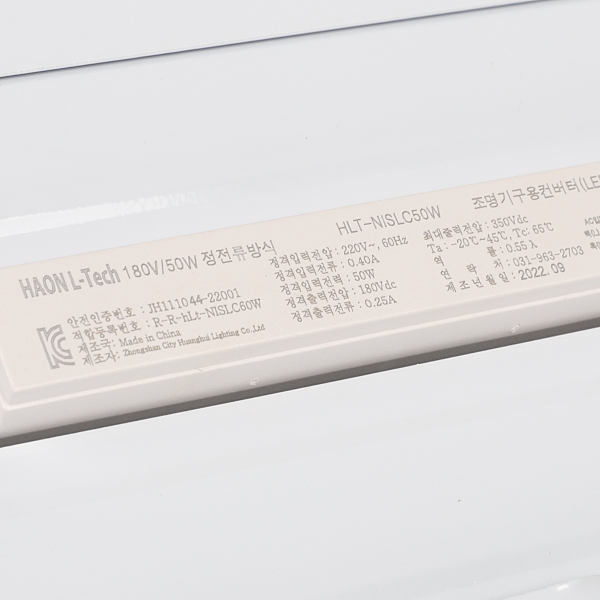 HAON L-Tech 180V/50W 정전류방식
안전인증번호 : JH111044-22001
적합등록번호 : R-R-hLt-NISLC60W
제조국: Made in China
제조자: Zhongshan City Huanghui Lighting Co.,Ltd
HLT-NISLC50W
정격입력전압: 220V~, 60Hz
정격입력전류 : 0.40A
정격입력전력 : 50W
정격출력전압 : 180Vdc
정격출력전류 : 0.25A
조명기구용컨버터(LE
최대출력전압 : 350Vdc
Ta: -20℃~45℃, Tc: 65℃
역 률: 0.55
연 락 처: 031-963-2703
제조년월일 : 2022.09